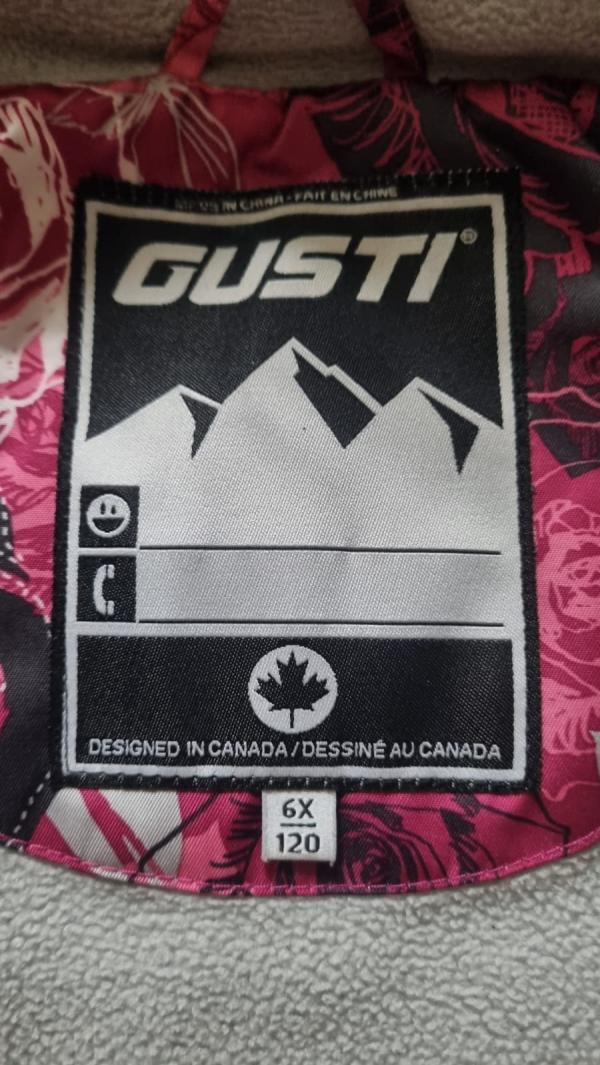 MADE IN CHINA - FAIT EN CHINE
GUSTI®
DESIGNED IN CANADA / DESSINÉ AU CANADA
6X
120